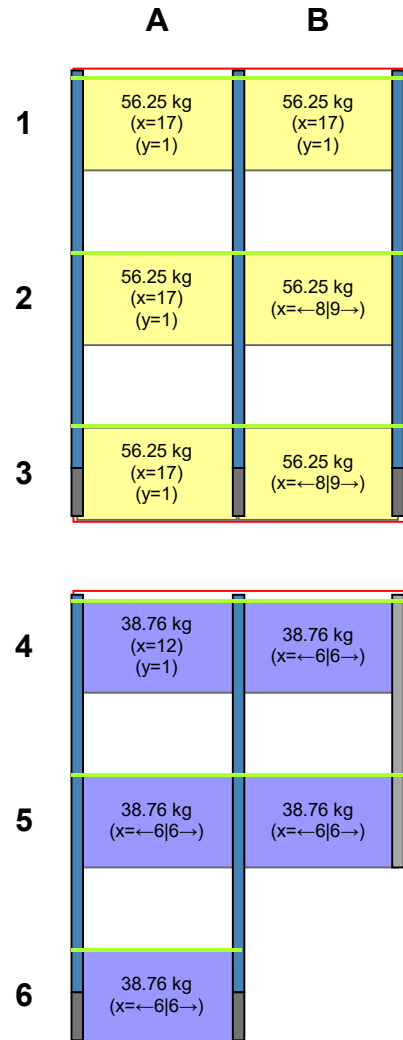 A B
1
56.25 kg
(x=17)
(y=1)
56.25 kg
(x=17)
(y=1)
2
56.25 kg
(x=17)
(y=1)
56.25 kg
(x=←8|9→)
3
56.25 kg
(x=17)
(y=1)
56.25 kg
(x=←8|9→)
4
38.76 kg
(x=12)
(y=1)
38.76 kg
(x=←6|6→)
5
38.76 kg
(x=←6|6→)
38.76 kg
(x=←6|6→)
6
38.76 kg
(x=←6|6→)